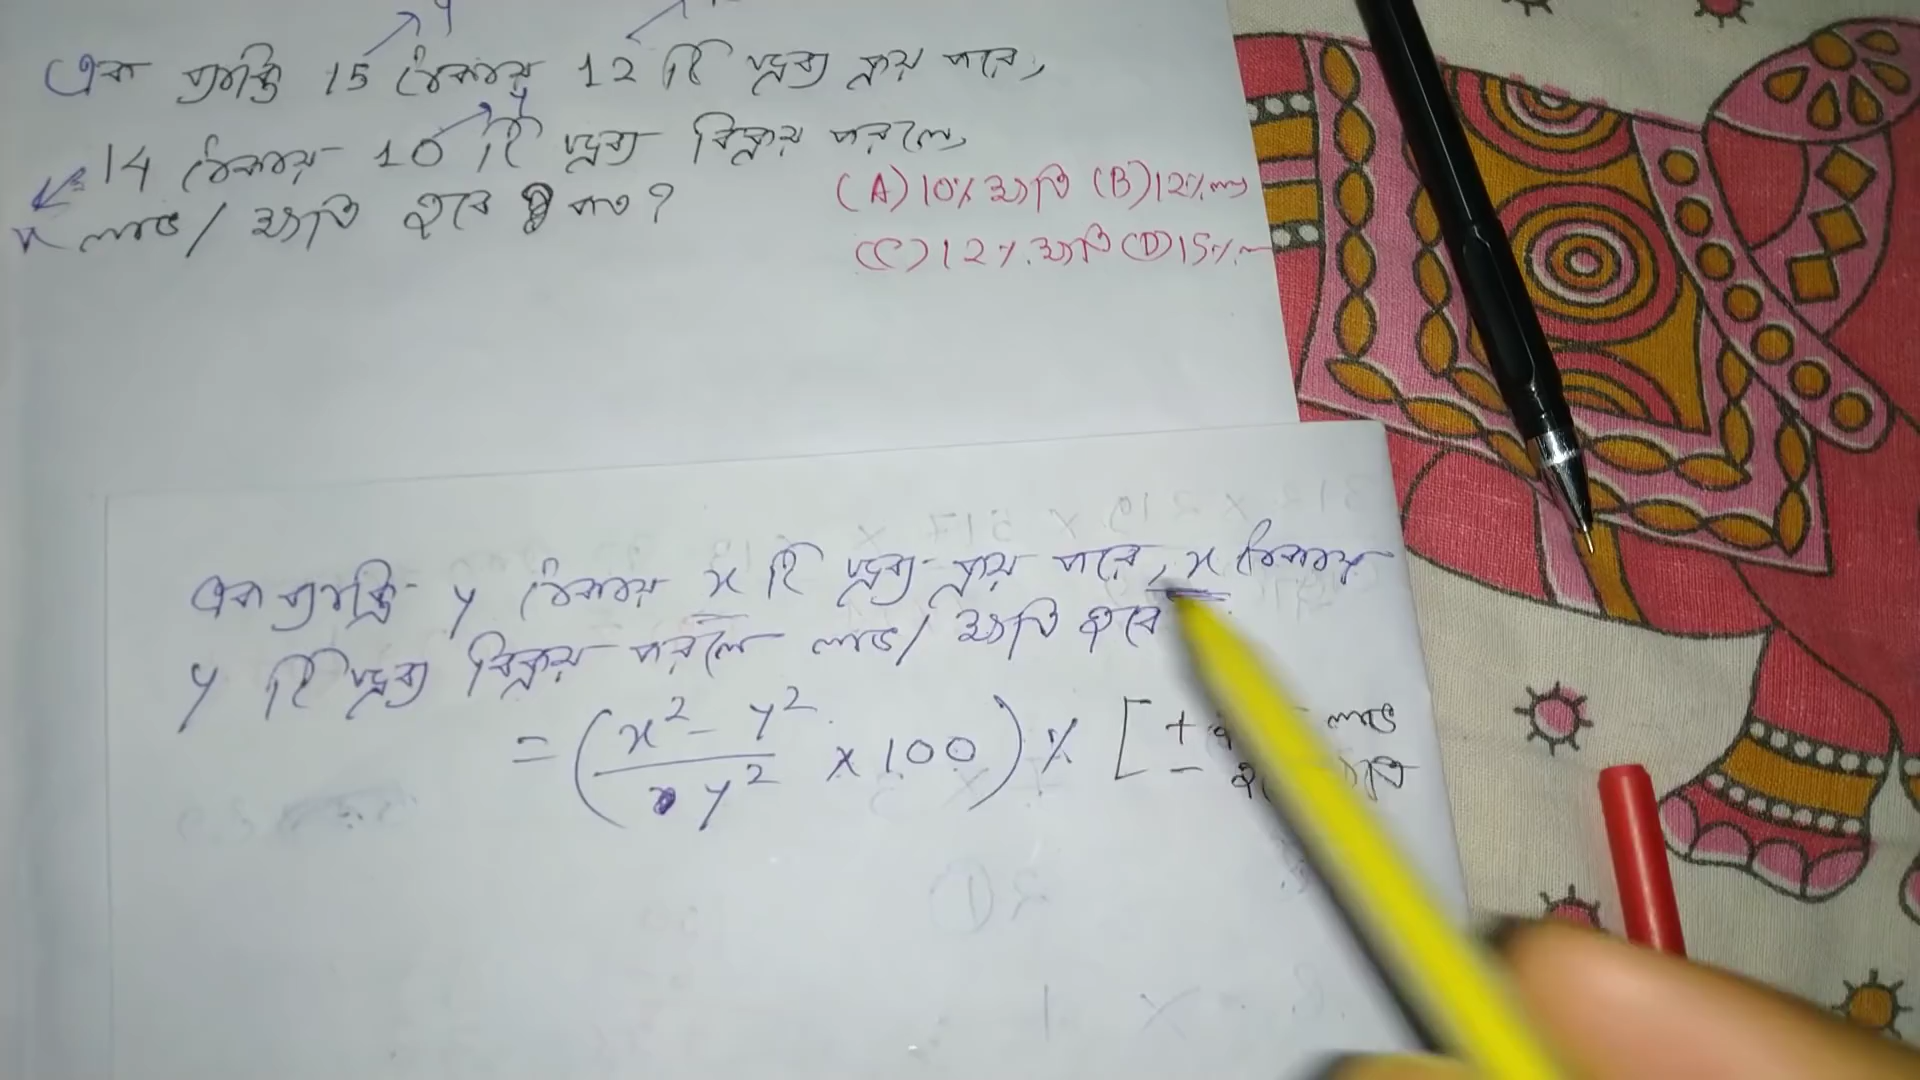 এক ব্যক্তি 15 টাকায় 12 টি দ্রব্য ক্রয় করে,
14 টাকায় 10 টি দ্রব্য বিক্রয় করলে,
x লাভ/ ক্ষতি হবে কত?
(A) 10% ক্ষতি (B) 12% লাভ
(C) 12% ক্ষতি (D) 15%
এক ব্যক্তি y টাকায় x টি দ্রব্য ক্রয় করে, x টাকায়
y টি দ্রব্য বিক্রয় করলে লাভ/ ক্ষতি হবে
= (x² - y² / y² × 100) % [ + লাভ
- ক্ষতি